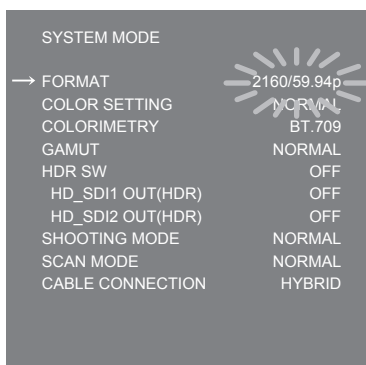 SYSTEM MODE
→ FORMAT 2160/59.94p
COLOR SETTING NORMAL
COLORIMETRY BT.709
GAMUT NORMAL
HDR SW OFF
HD_SDI1 OUT(HDR) OFF
HD_SDI2 OUT(HDR) OFF
SHOOTING MODE NORMAL
SCAN MODE NORMAL
CABLE CONNECTION HYBRID